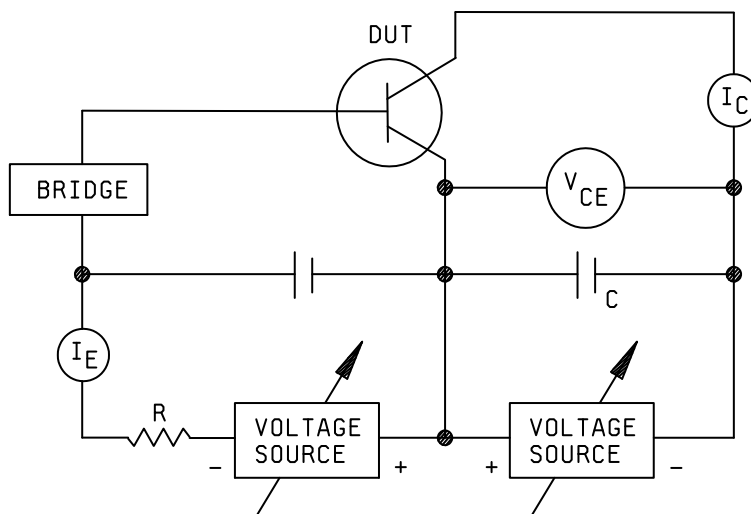 DUT
I_C
BRIDGE
V_CE
C
I_E
R
VOLTAGE
SOURCE
- +
VOLTAGE
SOURCE
+ -